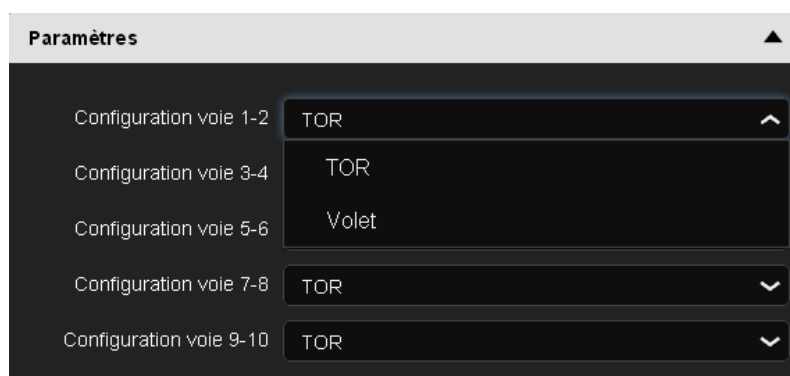 Paramètres
Configuration voie 1-2 TOR
Configuration voie 3-4 TOR
Configuration voie 5-6 Volet
Configuration voie 7-8 TOR
Configuration voie 9-10 TOR